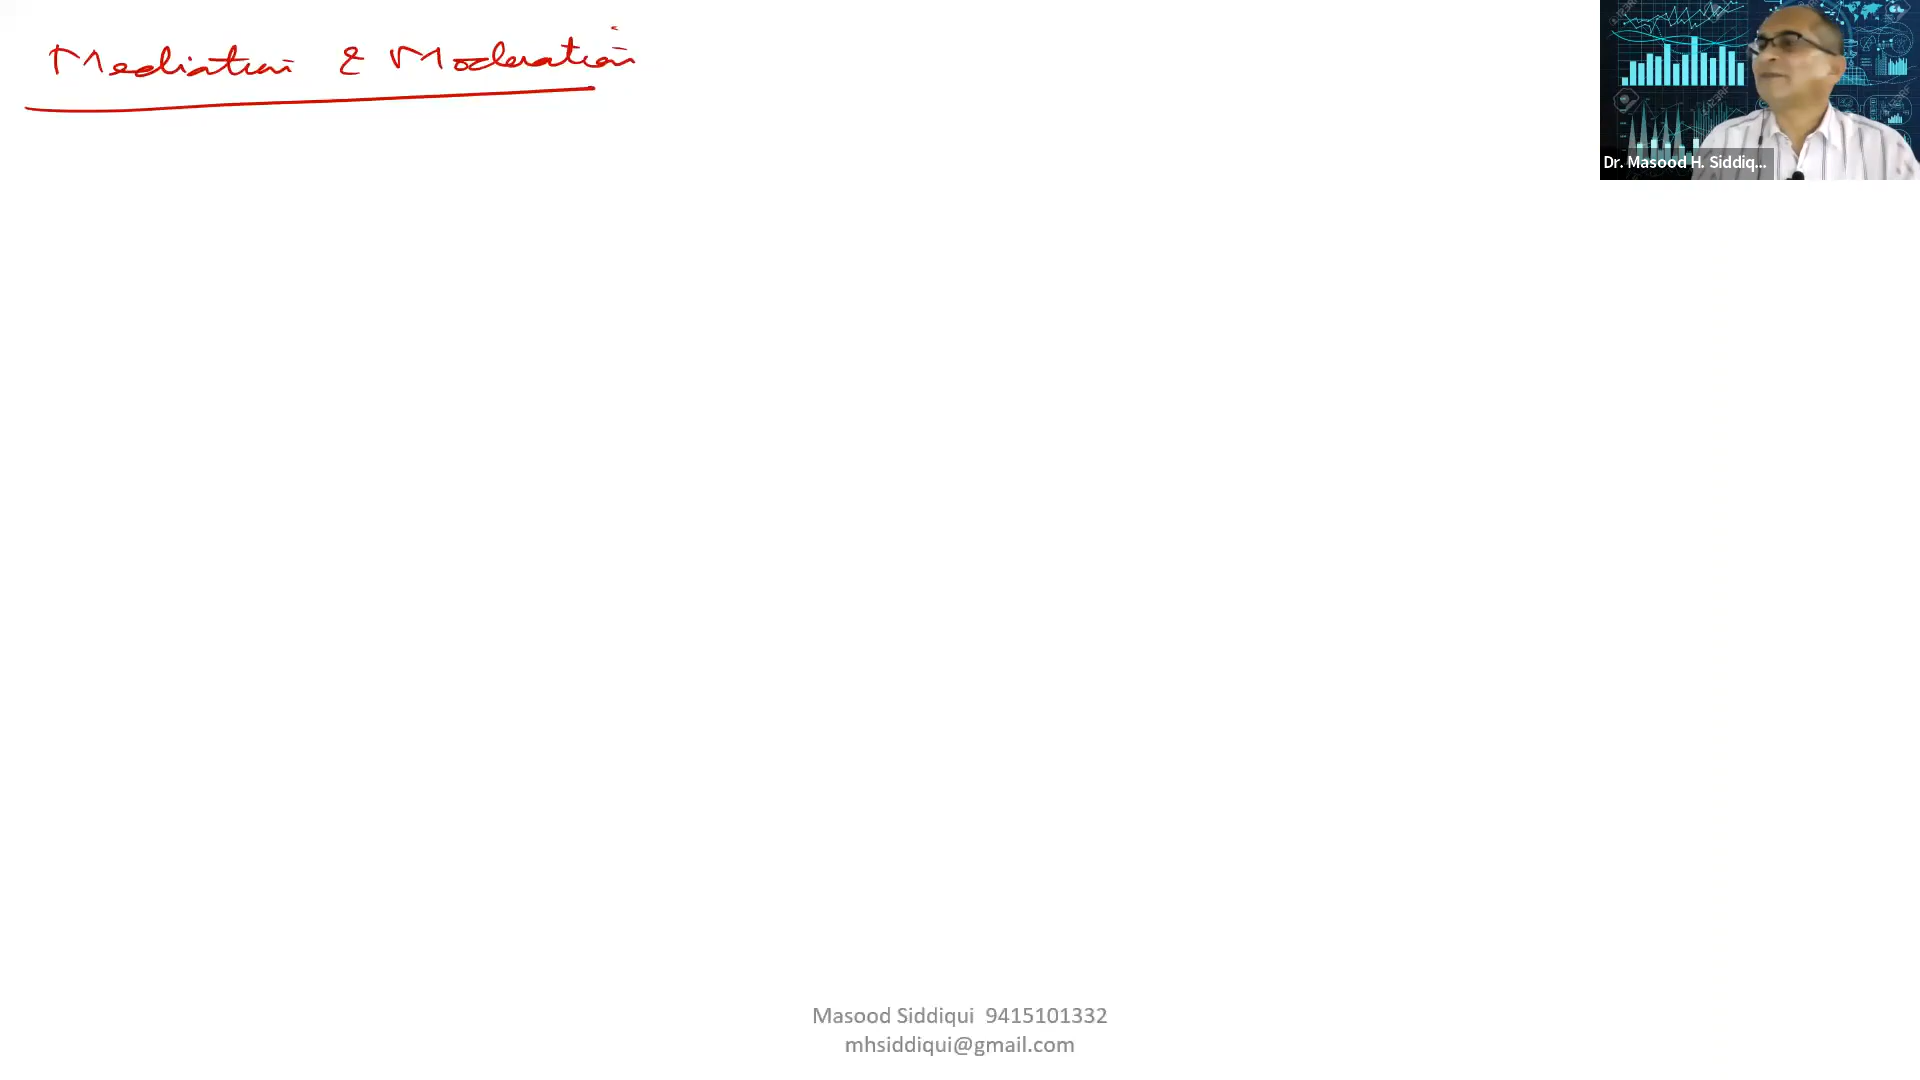 Mediation & Moderation
Dr. Masood H. Siddiq...
Masood Siddiqui 9415101332
mhsiddiqui@gmail.com